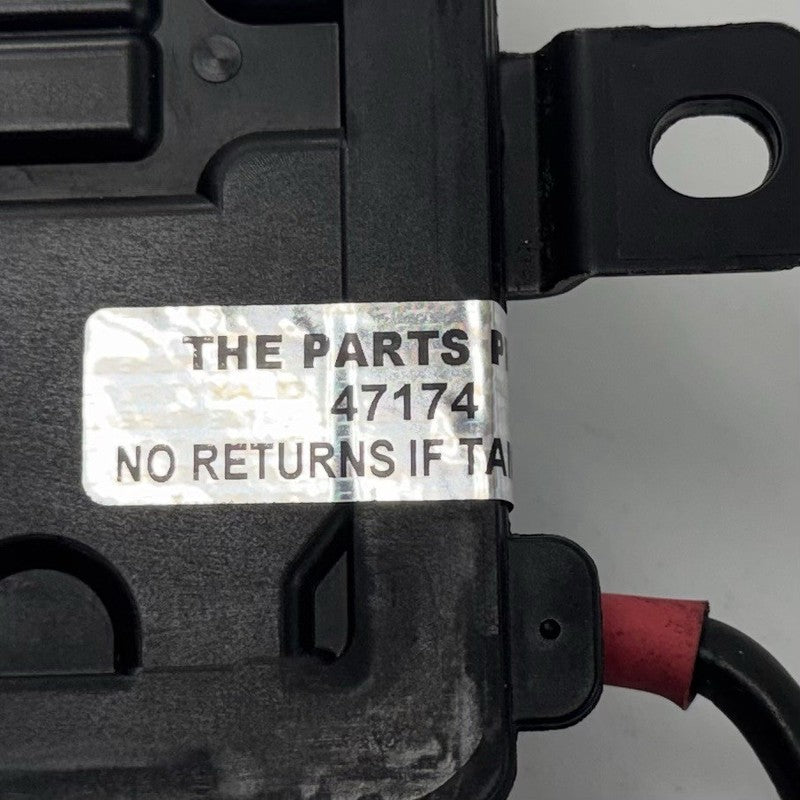 THE PARTS
47174
NO RETURNS IF